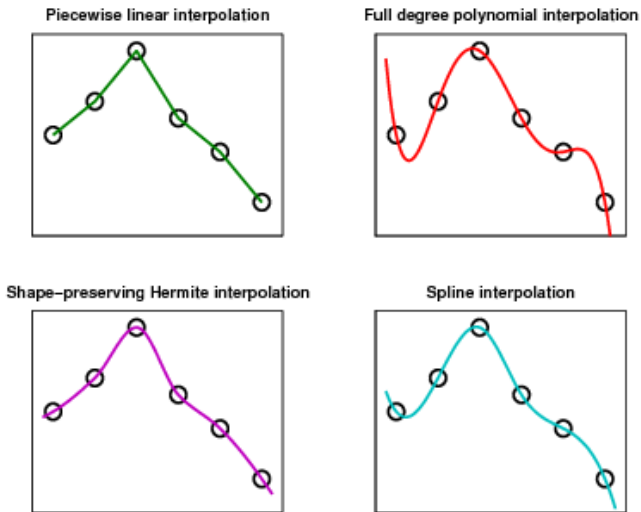 Piecewise linear interpolation
Full degree polynomial interpolation
Shape-preserving Hermite interpolation
Spline interpolation